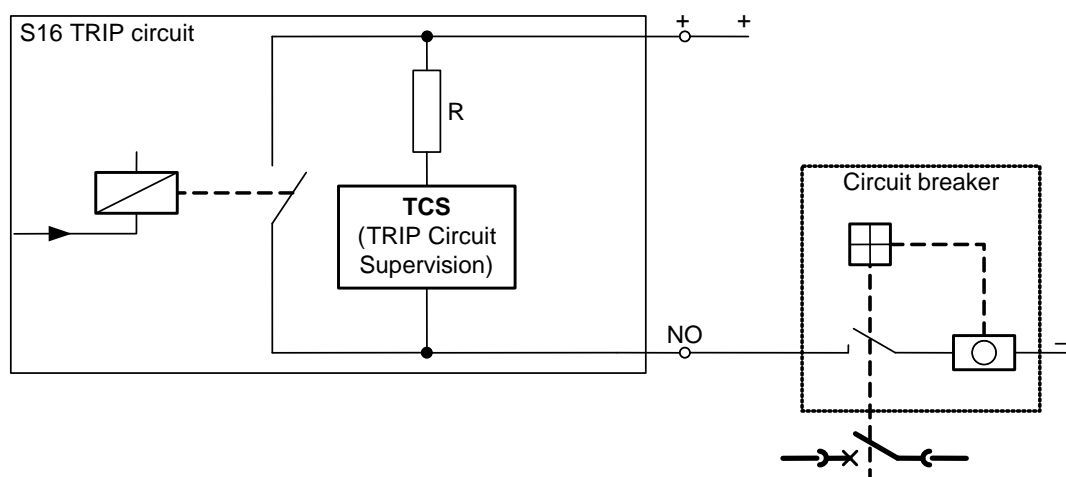 S16 TRIP circuit
+ +
R
TCS
(TRIP Circuit
Supervision)
Circuit breaker
NO
–